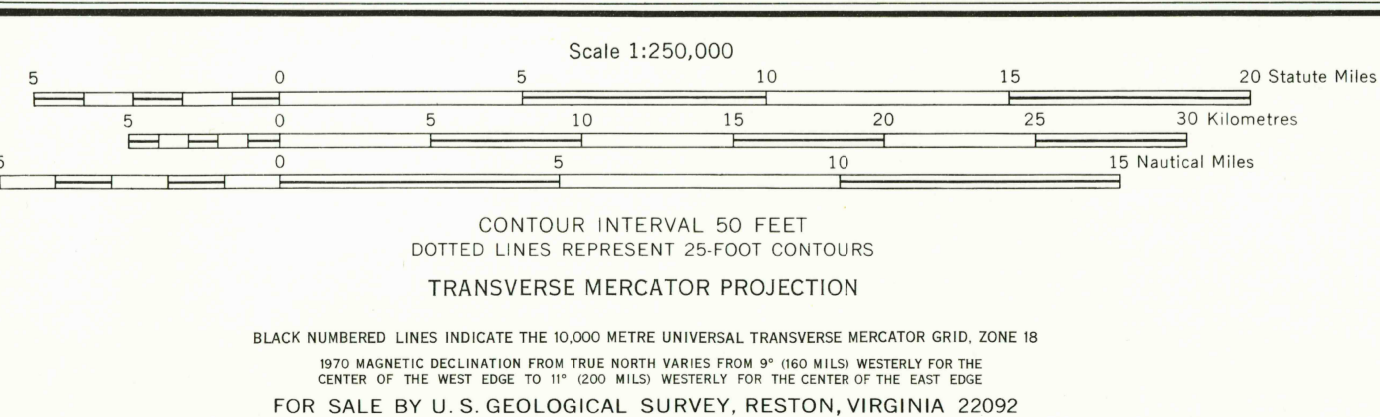 Scale 1:250,000
5 0 5 10 15 20 Statute Miles
5 0 5 10 15 20 25 30 Kilometres
5 0 5 10 15 Nautical Miles
CONTOUR INTERVAL 50 FEET
DOTTED LINES REPRESENT 25-FOOT CONTOURS
TRANSVERSE MERCATOR PROJECTION
BLACK NUMBERED LINES INDICATE THE 10,000 METRE UNIVERSAL TRANSVERSE MERCATOR GRID, ZONE 18
1970 MAGNETIC DECLINATION FROM TRUE NORTH VARIES FROM 9° (160 MILS) WESTERLY FOR THE
CENTER OF THE WEST EDGE TO 11° (200 MILS) WESTERLY FOR THE CENTER OF THE EAST EDGE
FOR SALE BY U.S. GEOLOGICAL SURVEY, RESTON, VIRGINIA 22092